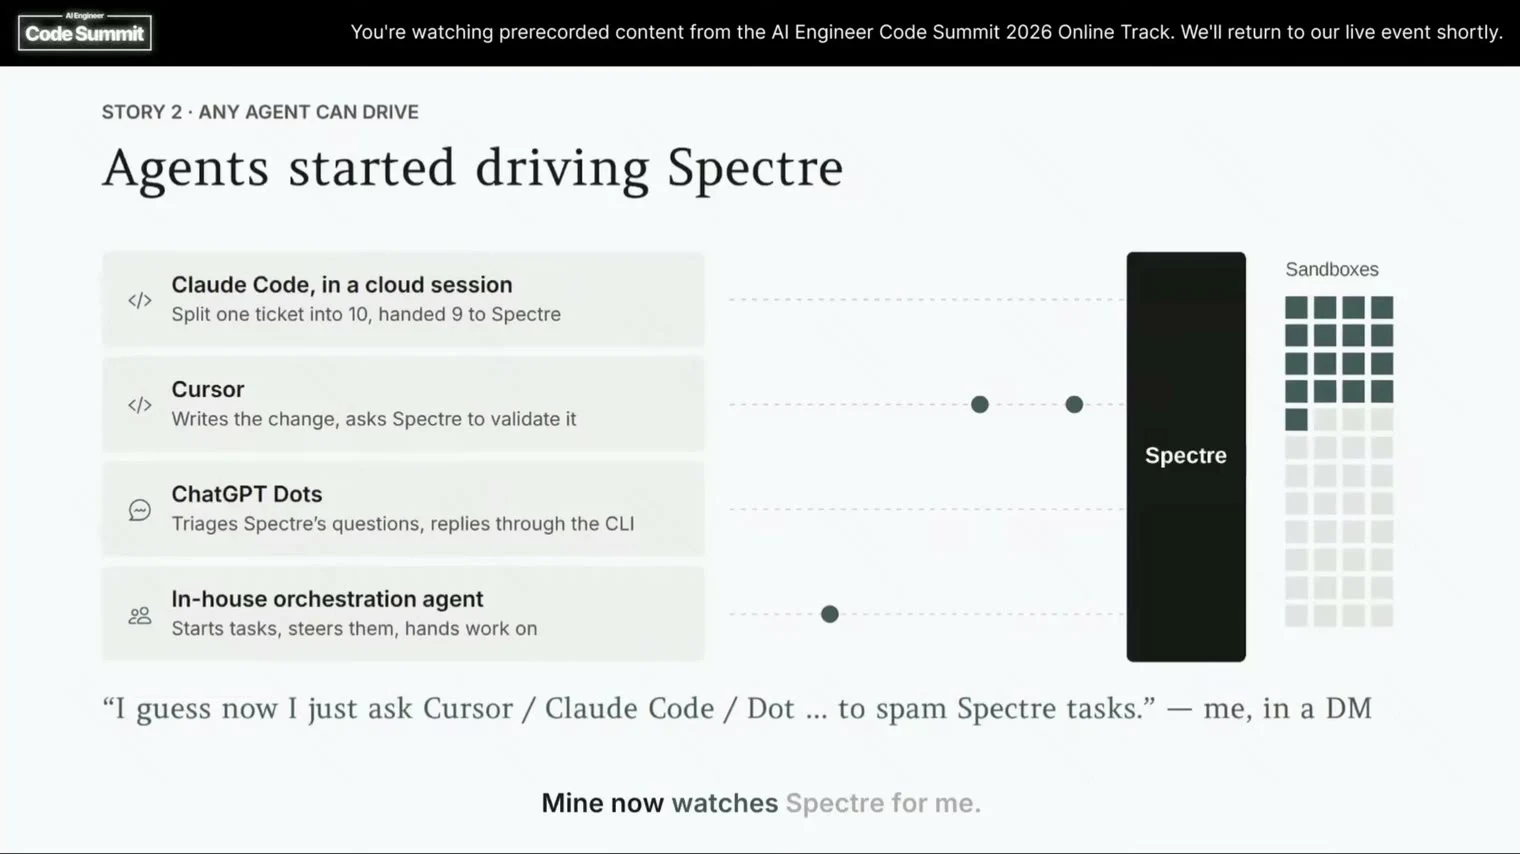 AI Engineer
Code Summit
You're watching prerecorded content from the AI Engineer Code Summit 2026 Online Track. We'll return to our live event shortly.
STORY 2 · ANY AGENT CAN DRIVE
Agents started driving Spectre
Claude Code, in a cloud session
Split one ticket into 10, handed 9 to Spectre
Cursor
Writes the change, asks Spectre to validate it
ChatGPT Dots
Triages Spectre’s questions, replies through the CLI
In-house orchestration agent
Starts tasks, steers them, hands work on
Spectre
Sandboxes
“I guess now I just ask Cursor / Claude Code / Dot ... to spam Spectre tasks.” — me, in a DM
Mine now watches Spectre for me.